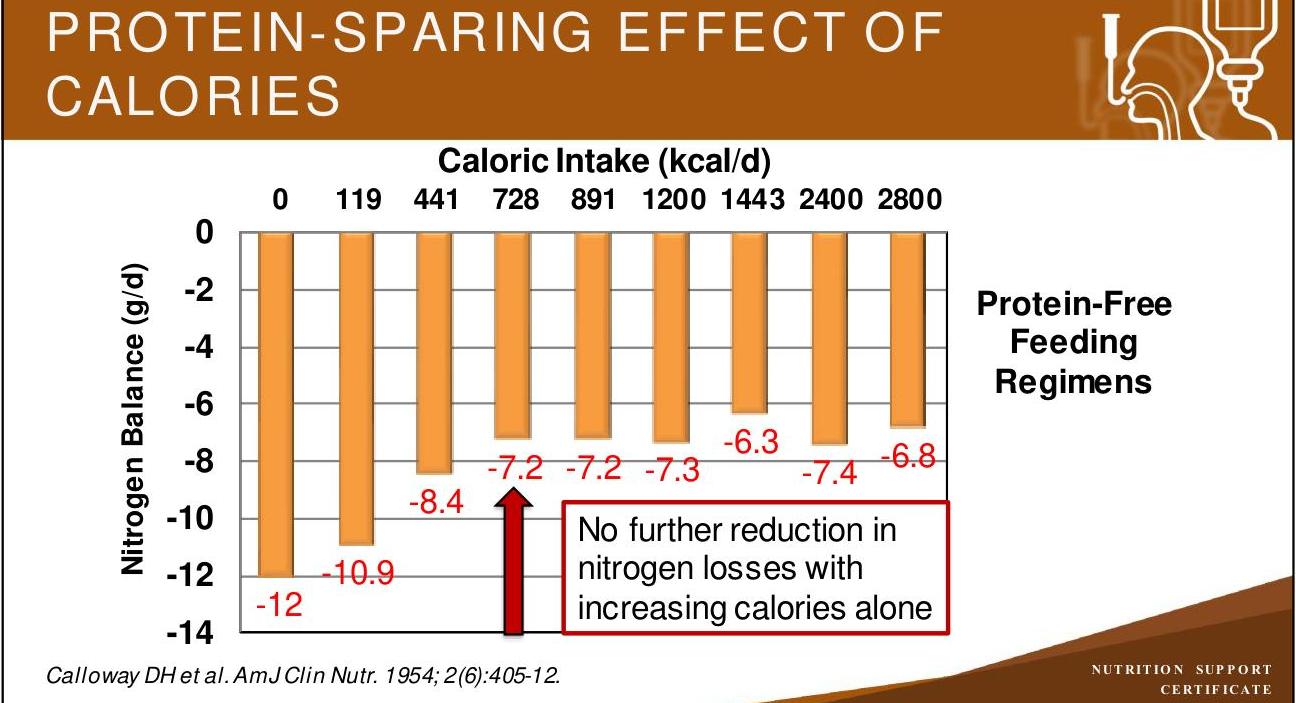 PROTEIN-SPARING EFFECT OF
CALORIES
Caloric Intake (kcal/d)
0 119 441 728 891 1200 1443 2400 2800
Nitrogen Balance (g/d)
0
-2
-4
-6
-8
-10
-12
-14
-12
-10.9
-8.4
-7.2
-7.2
-7.3
-6.3
-7.4
-6.8
Protein-Free
Feeding
Regimens
No further reduction in
nitrogen losses with
increasing calories alone
Calloway DH et al. Am J Clin Nutr. 1954; 2(6):405-12.
NUTRITION SUPPORT
CERTIFICATE